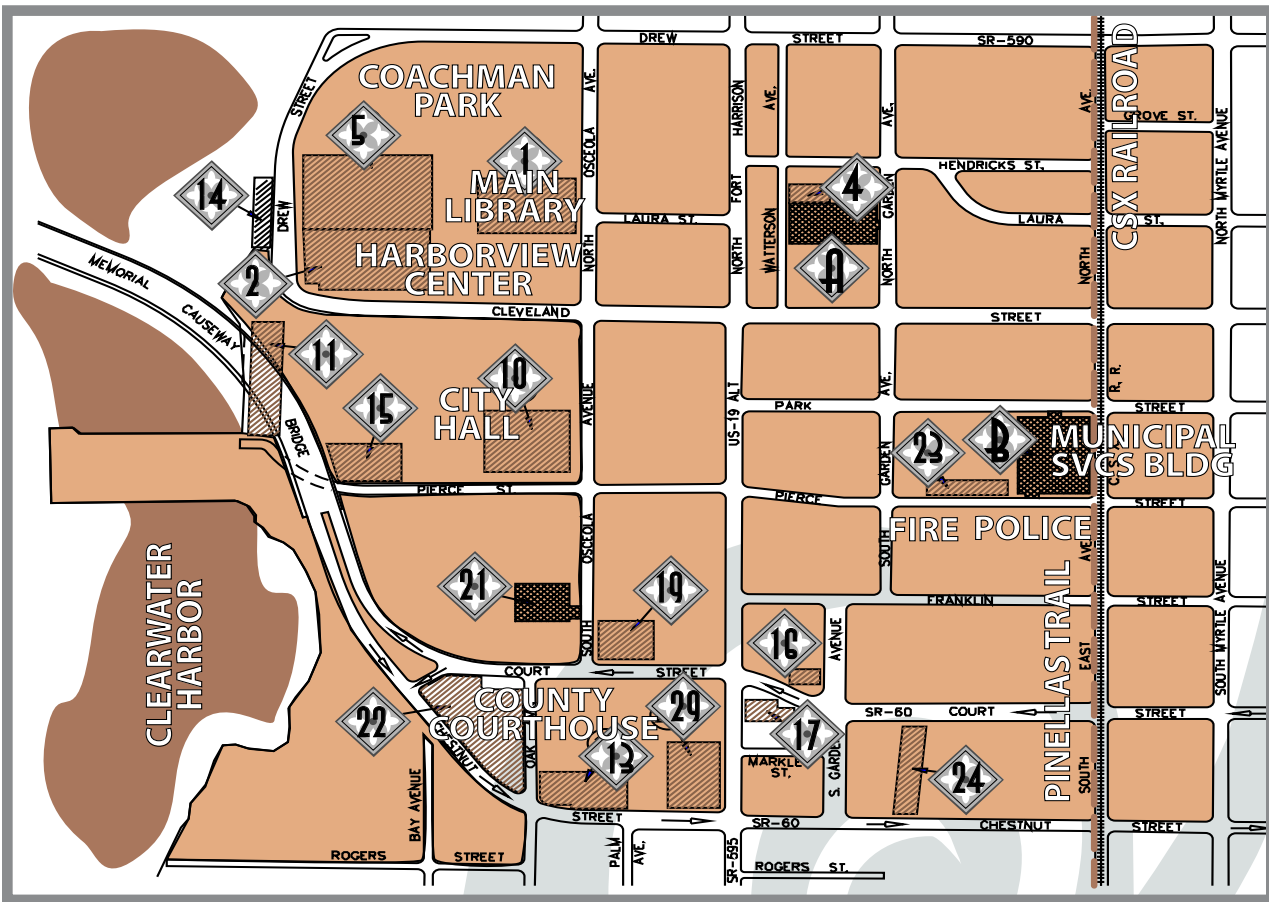 DREW
STREET
SR-590
CSX RAILROAD
STREET
COACHMAN
PARK
AVE.
HARRISON
AVE.
AVE.
AVE.
GROVE ST.
NORTH MYRTLE AVENUE
5
1
OSCEOLA
HENDRICKS ST.
14
MAIN
LIBRARY
4
FORT
GARDEN
DREW
LAURA ST.
LAURA
ST.
WATTERSON
HARBORVIEW
CENTER
NORTH
NORTH
A
NORTH
NORTH
MEMORIAL
CAUSEWAY
2
CLEVELAND
STREET
11
10
15
CITY
HALL
AVENUE
US-19 ALT
PARK
AVE.
R. R.
STREET
BRIDGE
23
B
MUNICIPAL
SVCS BLDG
GARDEN
PIERCE
ST.
PIERCE
STREET
FIRE
POLICE
OSCEOLA
SOUTH
AVE.
CLEARWATER
HARBOR
21
19
FRANKLIN
STREET
SOUTH MYRTLE AVENUE
PINELLAS TRAIL
16
AVENUE
SOUTH
EAST
COURT
STREET
22
COUNTY
COURTHOUSE
29
17
SR-60
COURT
STREET
CHESTNUT
OAK
13
MARKLE
ST.
S. GARDEN
24
SOUTH
BAY AVENUE
STREET
SR-60
CHESTNUT
STREET
ROGERS
STREET
PALM
AVE.
SR-595
ROGERS ST.